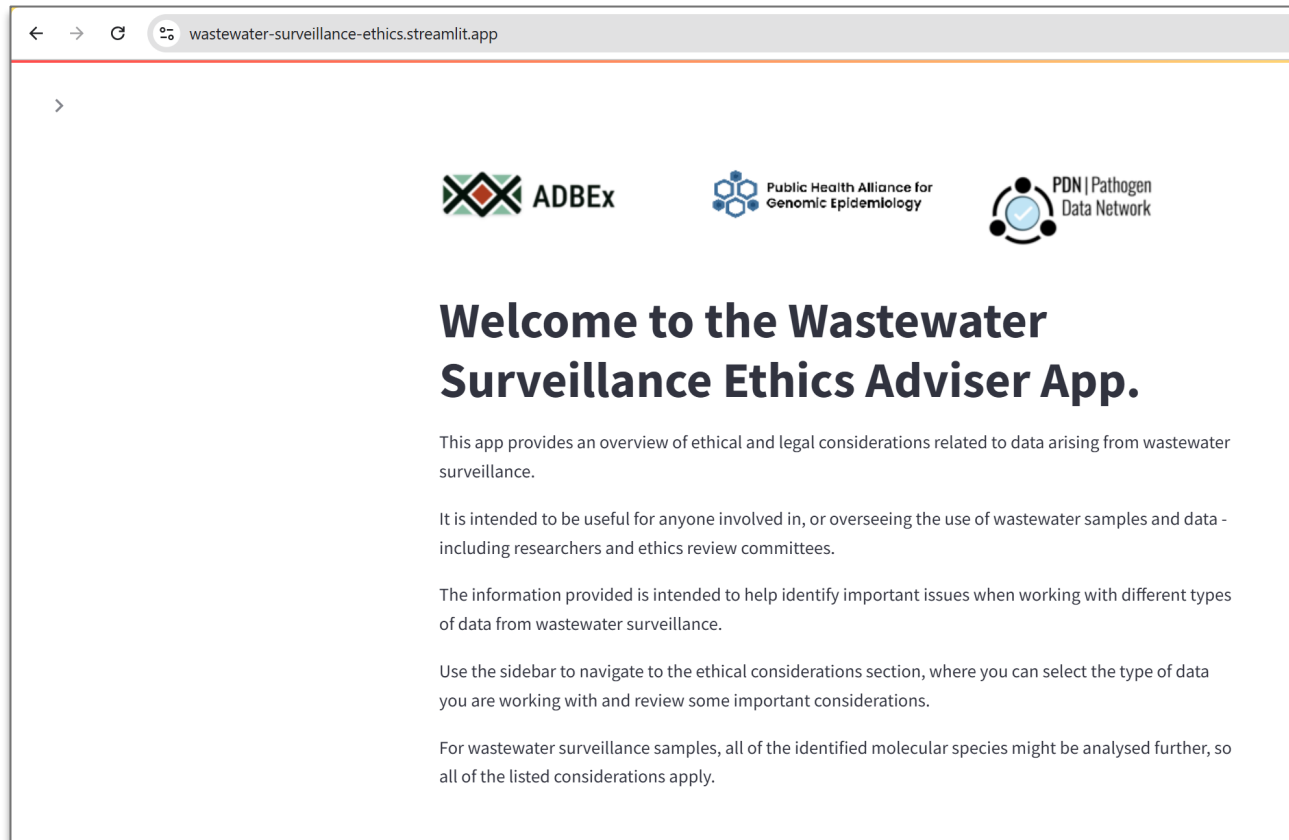 wastewater-surveillance-ethics.streamlit.app
ADBEx
Public Health Alliance for
Genomic Epidemiology
PDN | Pathogen
Data Network
Welcome to the Wastewater
Surveillance Ethics Adviser App.
This app provides an overview of ethical and legal considerations related to data arising from wastewater
surveillance.
It is intended to be useful for anyone involved in, or overseeing the use of wastewater samples and data -
including researchers and ethics review committees.
The information provided is intended to help identify important issues when working with different types
of data from wastewater surveillance.
Use the sidebar to navigate to the ethical considerations section, where you can select the type of data
you are working with and review some important considerations.
For wastewater surveillance samples, all of the identified molecular species might be analysed further, so
all of the listed considerations apply.